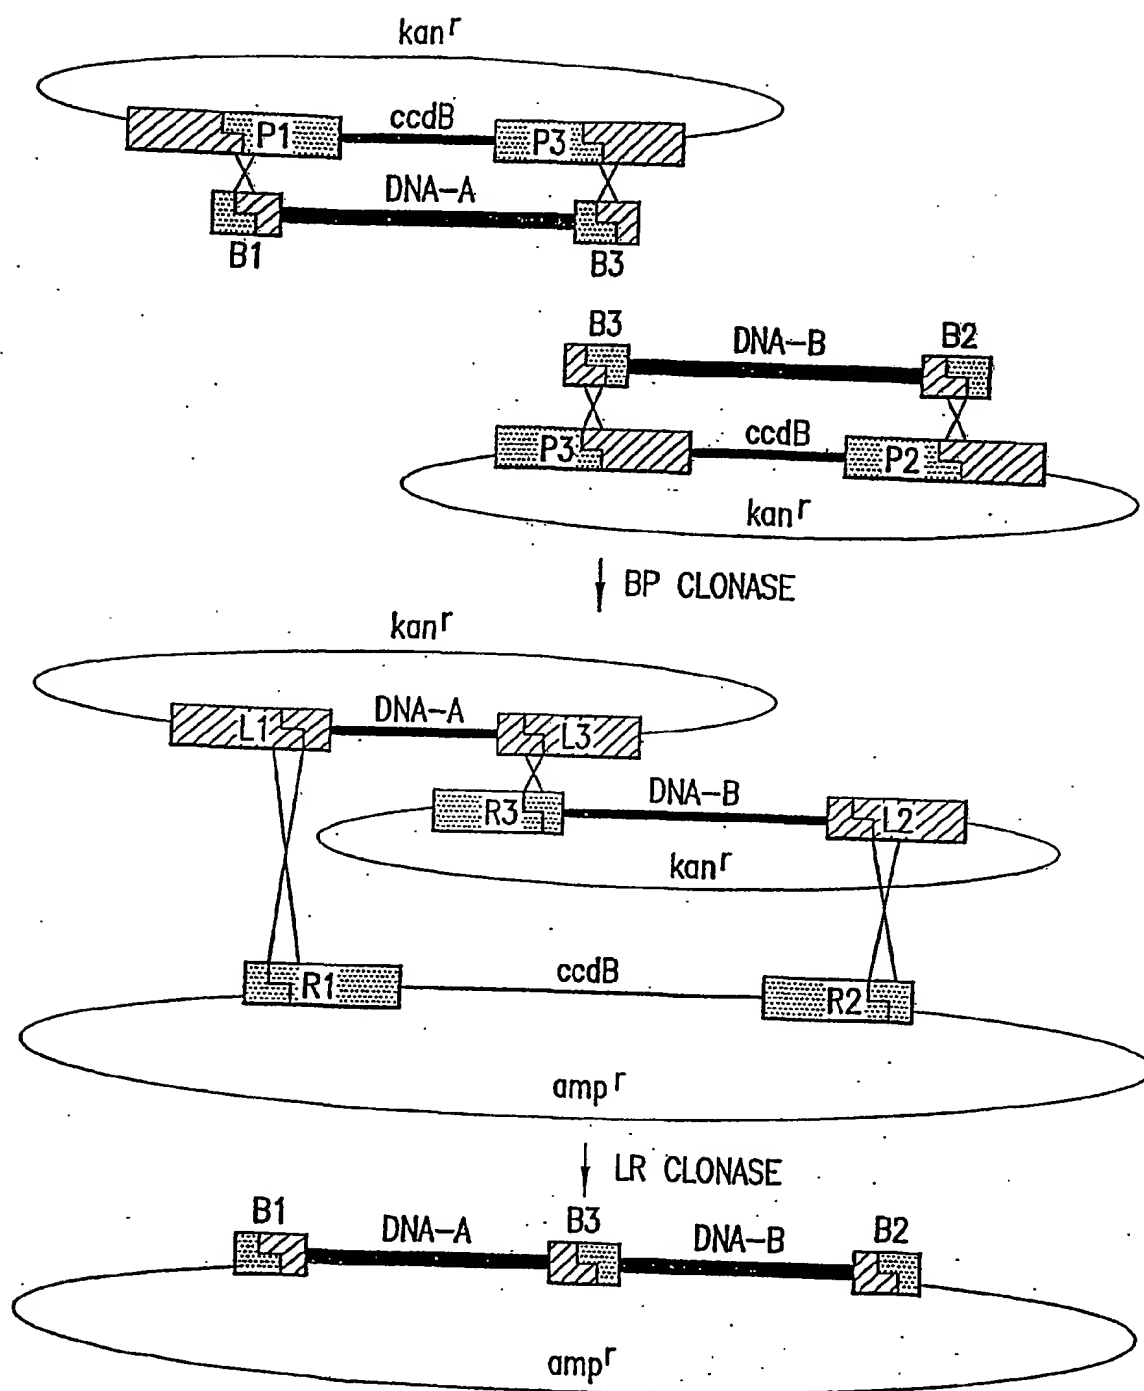 kanr
P1 ccdB P3
DNA-A
B1 B3
B3 DNA-B B2
P3 ccdB P2
kanr
BP CLONASE
kanr
L1 DNA-A L3
R3 DNA-B L2
kanr
R1 ccdB R2
ampr
LR CLONASE
B1 DNA-A B3 DNA-B B2
ampr